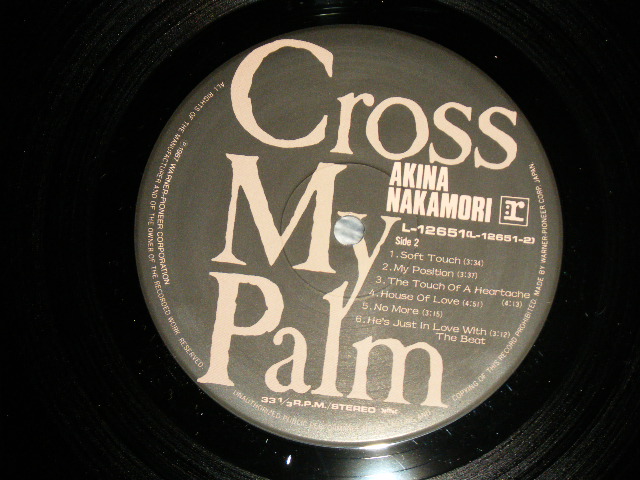 Cross
My
Palm
AKINA
NAKAMORI
L-12651(L-12651-2)
Side 2
1. Soft Touch (3:34)
2. My Position (3:37)
3. The Touch Of A Heartache
(4:13)
4. House Of Love (4:51)
5. No More (3:15)
6. He's Just In Love With (3:12)
The Beat
33 1/3 R.P.M./STEREO
ALL RIGHTS OF THE MANUFACTURER AND OF THE OWNER OF THE RECORDED WORK RESERVED.
℗1987 WARNER-PIONEER CORPORATION
UNAUTHORIZED PUBLIC
COPYING OF THIS RECORD PROHIBITED. MADE BY WARNER-PIONEER CORP. JAPAN.